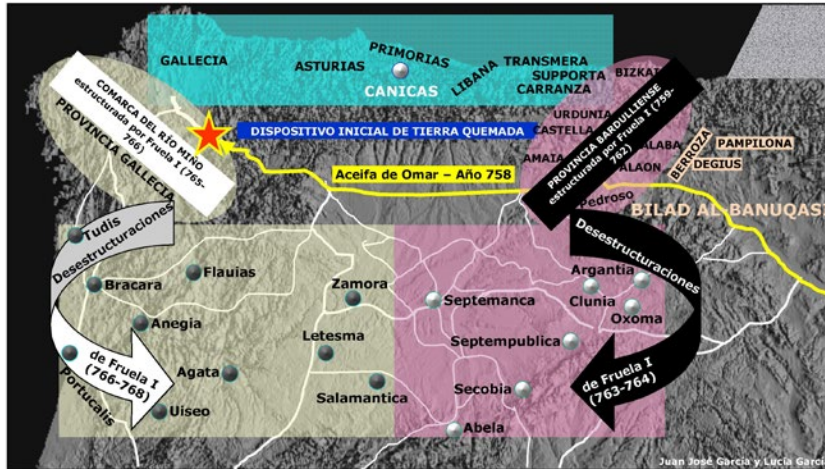 GALLECIA
ASTURIAS
PRIMORIAS
CANICAS
LIBANA
TRANSMERA
SUPPORTA
CARRANZA
BIZKAI
COMARCA DEL RÍO MIÑO
estructurada por Fruela I (765-
766)
PROVINCIA GALLECIA
DISPOSITIVO INICIAL DE TIERRA QUEMADA
URDUNIA
CASTELLA
AMAIA
ALABA
ALAON
PROVINCIA BARDULLIENSE
estructurada por Fruela I (759-
762)
BERROZA
PAMPILONA
DEGIUS
Aceifa de Omar – Año 758
Pedroso
BILAD AL-BANUQASI
Tudis
Desestructuraciones
Desestructuraciones
Bracara
Flauias
Zamora
Septemanca
Argantia
Clunia
Oxoma
Anegia
Letesma
Septempublica
de Fruela I
(766-768)
de Fruela I
(763-764)
Portucalis
Agata
Salamantica
Secobia
Uiseo
Abela
Juan José García y Lucía García